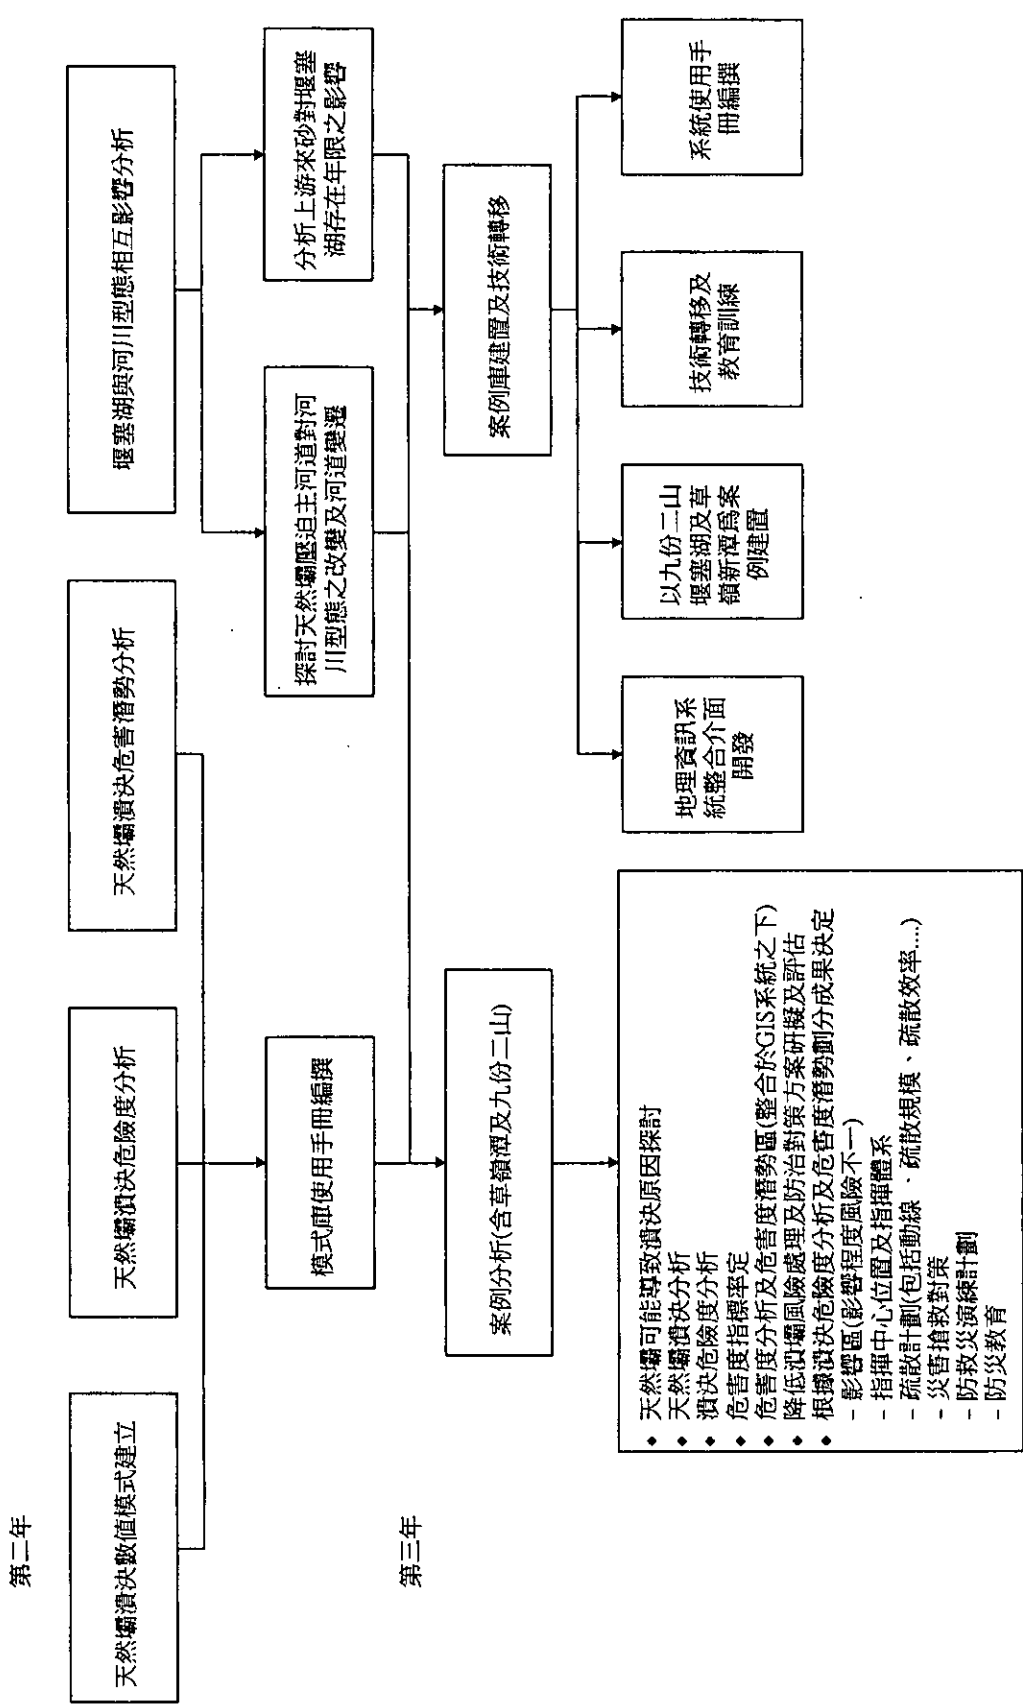 第二年
天然壩潰決數值模式建立
天然壩潰決危險度分析
天然壩潰決危害潛勢分析
堰塞湖與河川型態相互影響分析
模式庫使用手冊編撰
探討天然壩壓迫主河道對河
川型態之改變及河道變遷
分析上游來砂對堰塞
湖存在年限之影響
第三年
案例分析(含草嶺潭及九份二山)
案例庫建置及技術轉移
◆ 天然壩可能導致潰決原因探討
◆ 天然壩潰決分析
◆ 潰決危險度分析
◆ 危害度指標率定
◆ 危害度分析及危害度潛勢區(整合於GIS系統之下)
◆ 降低潰壩風險處理及防治對策方案研擬及評估
◆ 根據潰決危險度分析及危害度潛勢劃分成果決定
- 影響區(影響程度風險不一)
- 指揮中心位置及指揮體系
- 疏散計劃(包括動線、疏散規模、疏散效率...)
- 災害搶救對策
- 防救災演練計劃
- 防災教育
地理資訊系
統整合介面
開發
以九份二山
堰塞湖及草
嶺新潭為案
例建置
技術轉移及
教育訓練
系統使用手
冊編撰